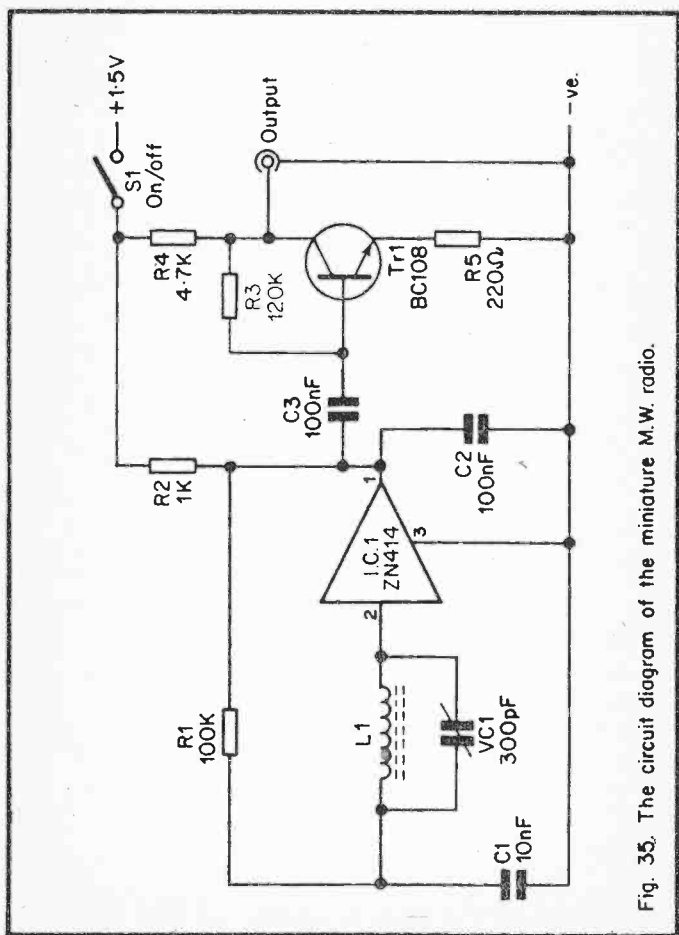 S1
On/off
+1·5V
R4
4.7K
R3
120K
Output
R2
1K
R1
100K
C3
100nF
Tr1
BC108
R5
220Ω
I.C.1
ZN414
1
2
3
C2
100nF
L1
VC1
300pF
C1
10nF
-ve.
Fig. 35. The circuit diagram of the miniature M.W. radio.